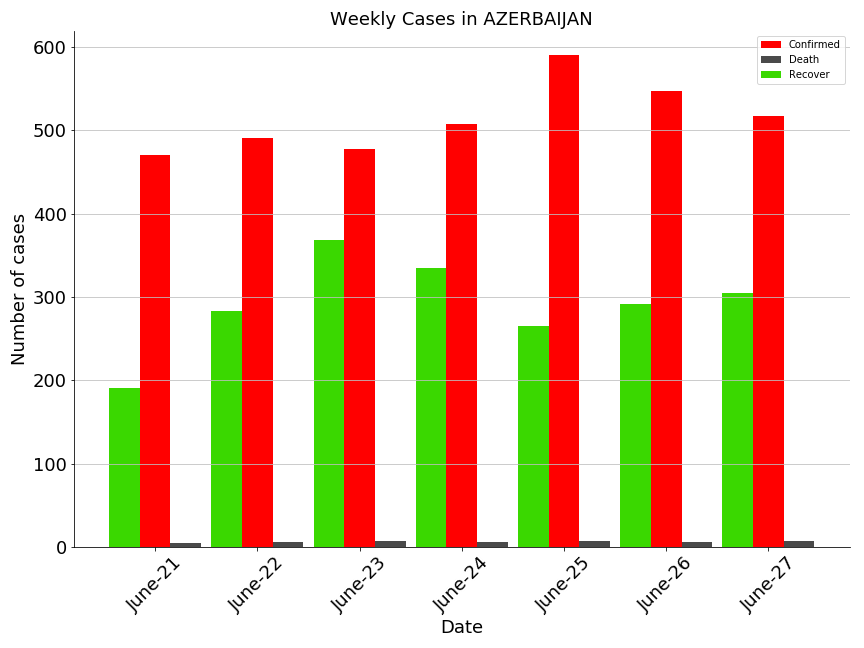 Weekly Cases in AZERBAIJAN
Confirmed
Death
Recover
Number of cases
600
500
400
300
200
100
0
June-21
June-22
June-23
June-24
June-25
June-26
June-27
Date